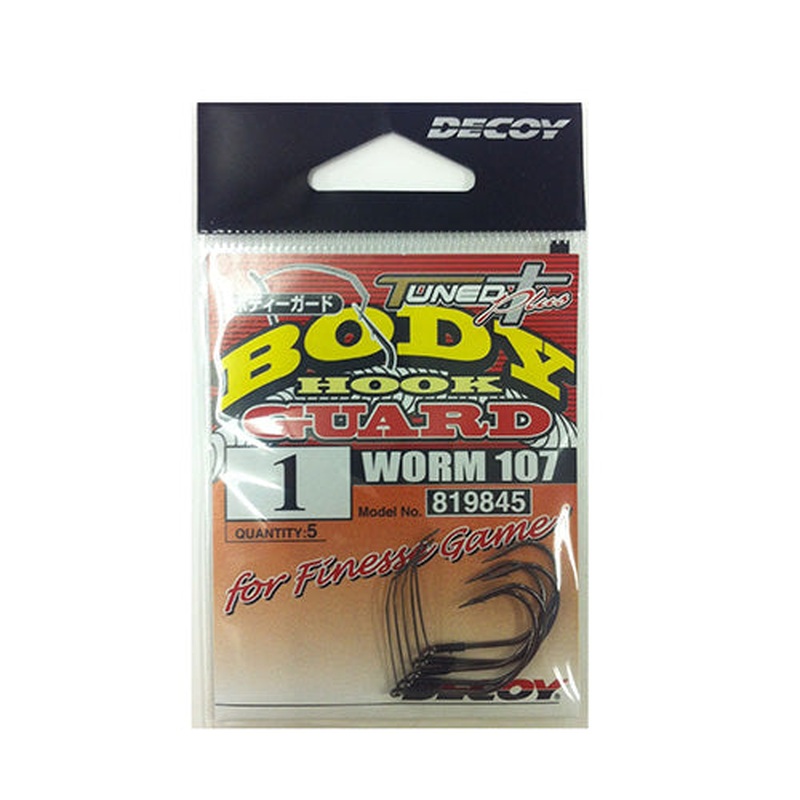 DECOY
TUNED Plus
ボディーガード
BODY
HOOK
GUARD
1 WORM 107
Model No. 819845
QUANTITY:5
for Finesse Game
DECOY